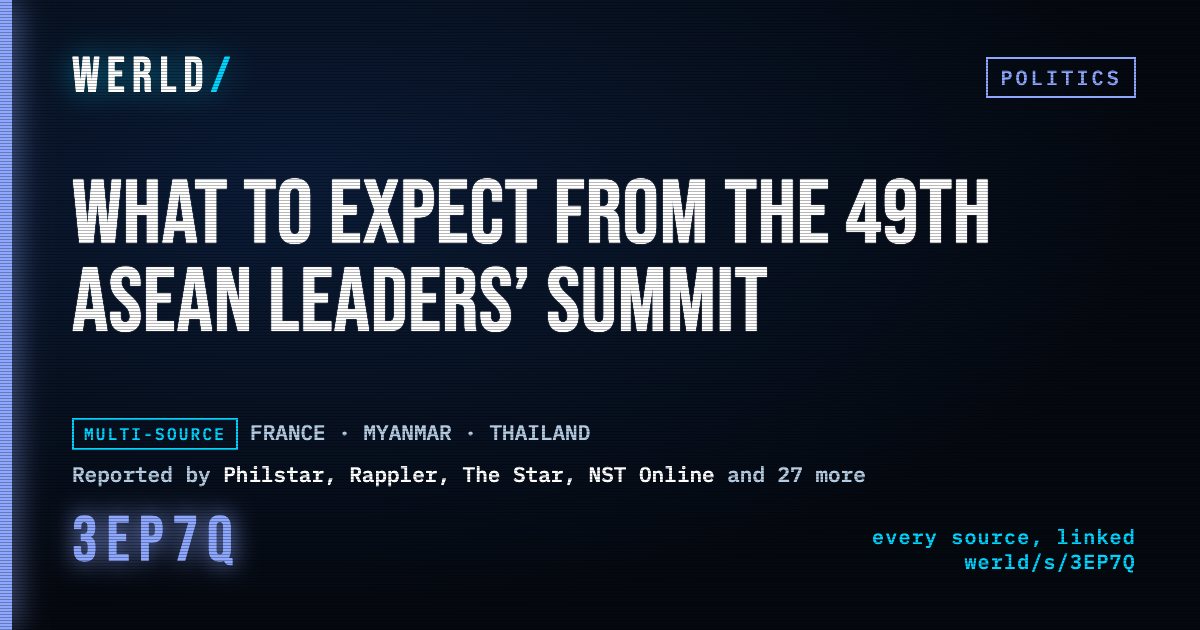 WERLD/
POLITICS
WHAT TO EXPECT FROM THE 49TH
ASEAN LEADERS’ SUMMIT
MULTI-SOURCE FRANCE · MYANMAR · THAILAND
Reported by Philstar, Rappler, The Star, NST Online and 27 more
3EP7Q
every source, linked
werld/s/3EP7Q